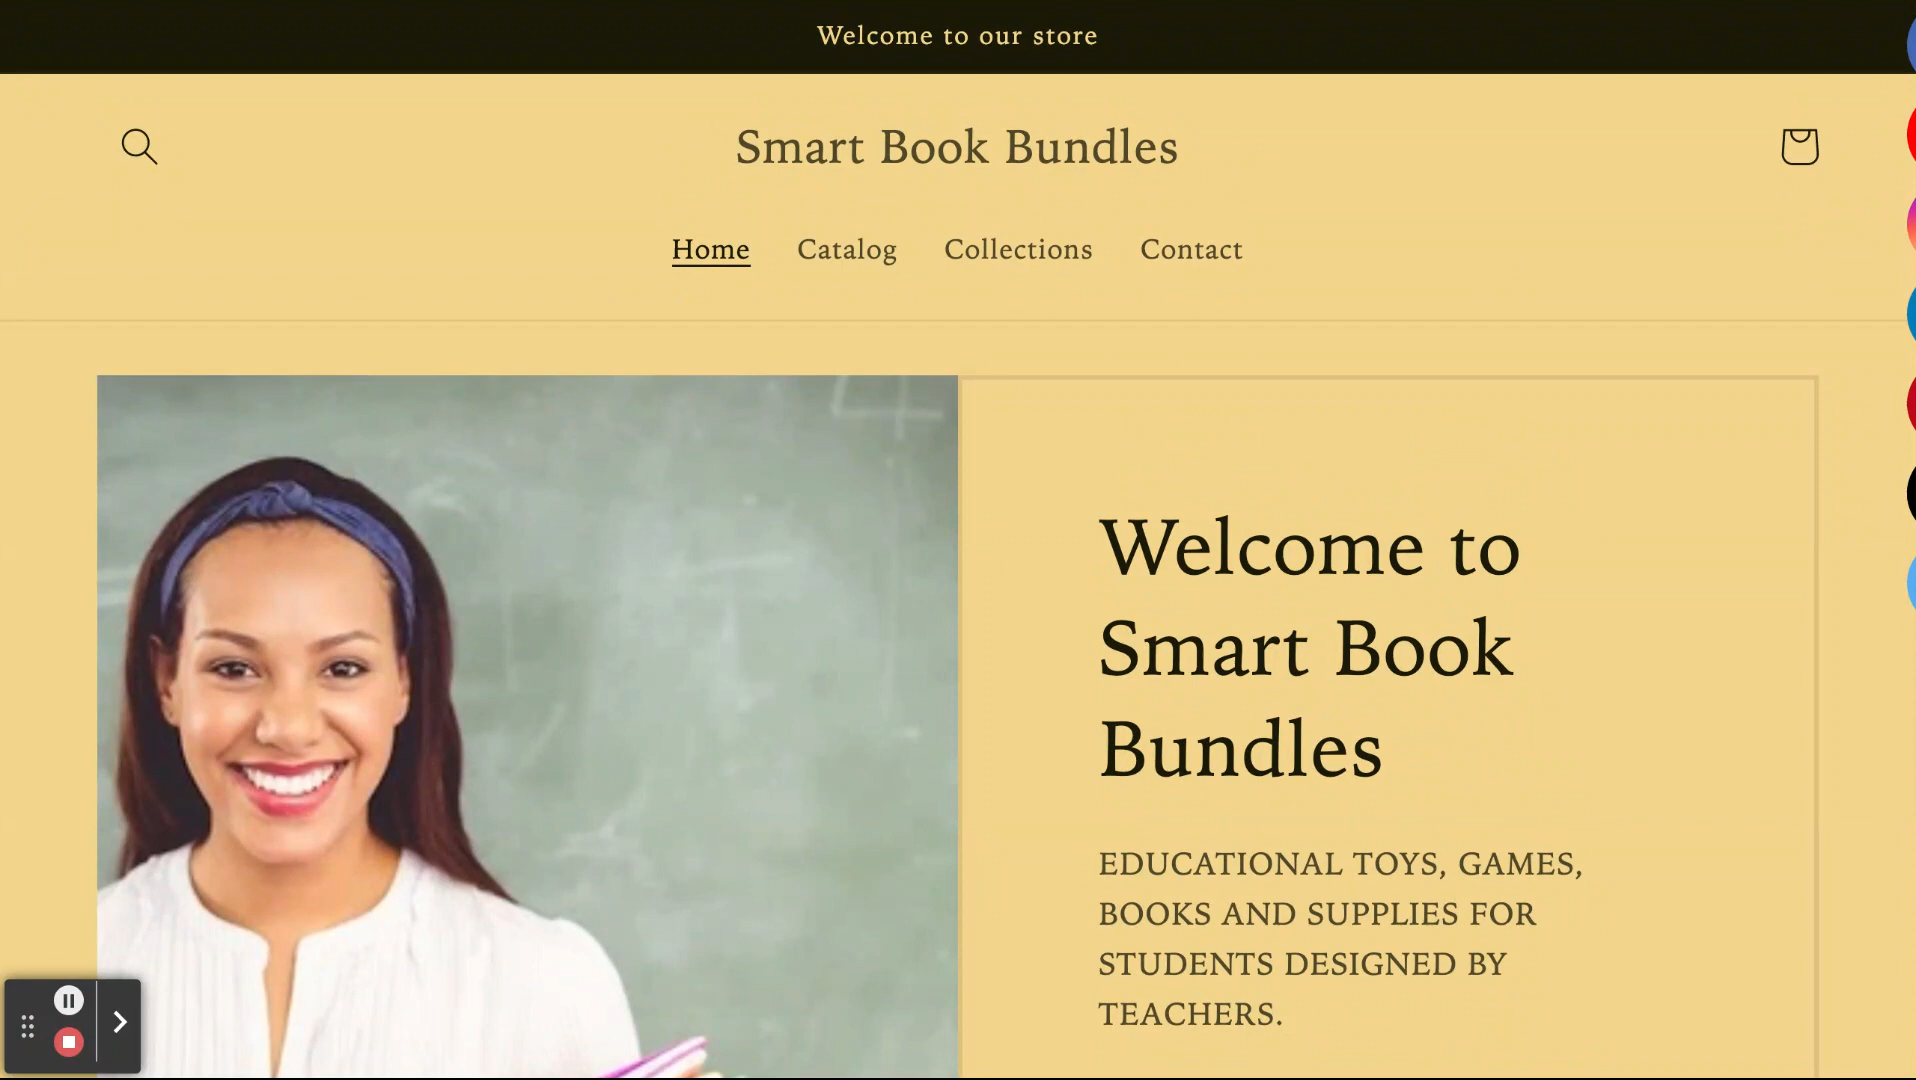 Welcome to our store
Smart Book Bundles
Home Catalog Collections Contact
Welcome to
Smart Book
Bundles
EDUCATIONAL TOYS, GAMES,
BOOKS AND SUPPLIES FOR
STUDENTS DESIGNED BY
TEACHERS.